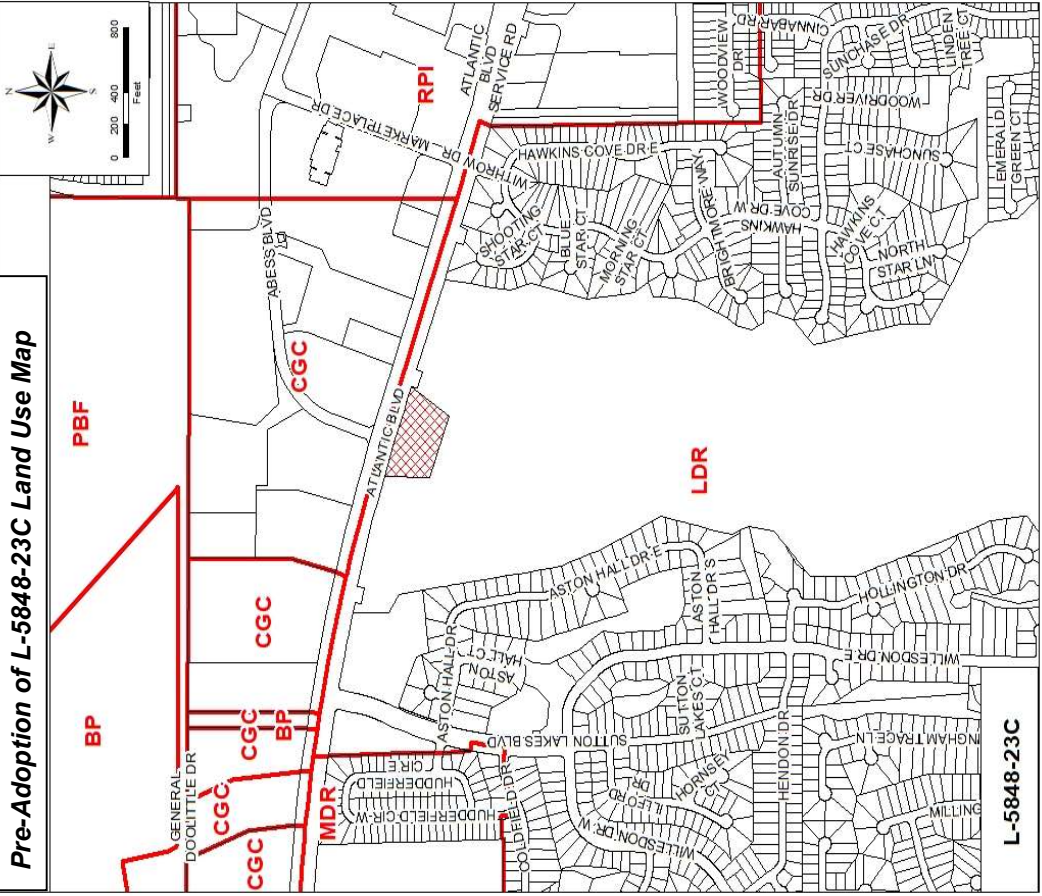 Pre-Adoption of L-5848-23C Land Use Map
N
W
E
S
0
200
400
800
Feet
PBF
BP
GENERAL
DOOLITTLE DR
CGC
CGC
CGC
BP
CGC
CGC
ABESS BLVD
MARKETPLACE DR
RPI
ATLANTIC
BLVD
SERVICE RD
ATLANTIC BLVD
WITHROW DR
MDR
LDR
HUDDERFIELD
CIR E
HUDDERFIELD CIR W
SUTTON LAKES BLVD
ASTON HALL DR
ASTON
HALL CT
ASTON HALL DR E
ASTON
HALL DR S
SUTTON
LAKES CT
ILLFORD
DR
HORNSEY
CT
WILLESDON DR W
WILLESDON DR E
HENDON DR
HOLLINGTON DR
INGHAM TRACE LN
MILLING
HAWKINS COVE DR E
SHOOTING
STAR CT
BLUE
STAR CT
MORNING
STAR CT
BRIGHTMORE WAY
HAWKINS
COVE DR W
HAWKINS
COVE CT
NORTH
STAR LN
AUTUMN
SUNRISE DR
WOODVIEW
DR
CINNABAR RD
SUNCHASE DR
WOODRIVER DR
LINDEN
TREE CT
SUNCHASE CT
EMERALD
GREEN CT
L-5848-23C